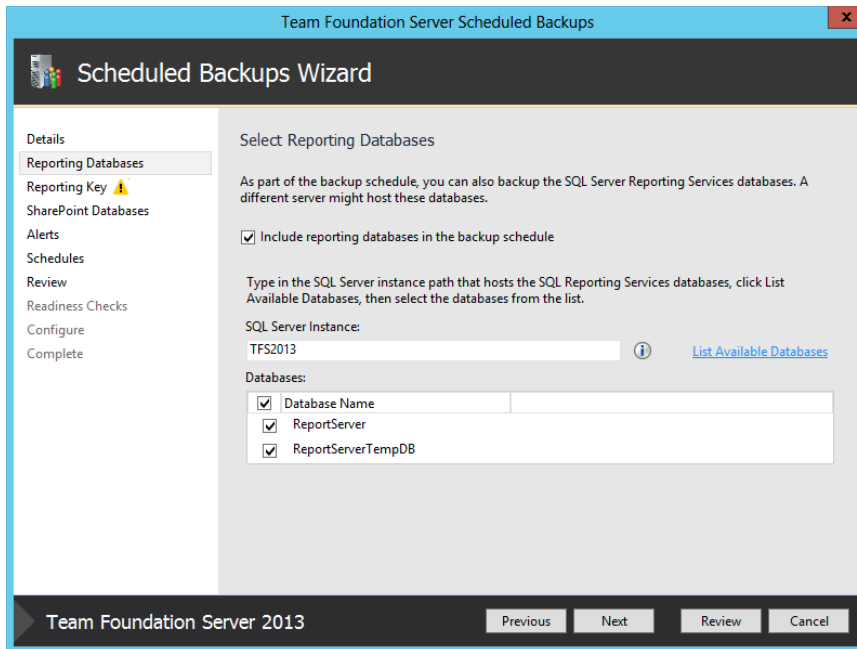 Team Foundation Server Scheduled Backups
x
Scheduled Backups Wizard
Details
Reporting Databases
Reporting Key
SharePoint Databases
Alerts
Schedules
Review
Readiness Checks
Configure
Complete
Select Reporting Databases
As part of the backup schedule, you can also backup the SQL Server Reporting Services databases. A
different server might host these databases.
Include reporting databases in the backup schedule
Type in the SQL Server instance path that hosts the SQL Reporting Services databases, click List
Available Databases, then select the databases from the list.
SQL Server Instance:
TFS2013
List Available Databases
Databases:
Database Name
ReportServer
ReportServerTempDB
Team Foundation Server 2013
Previous
Next
Review
Cancel